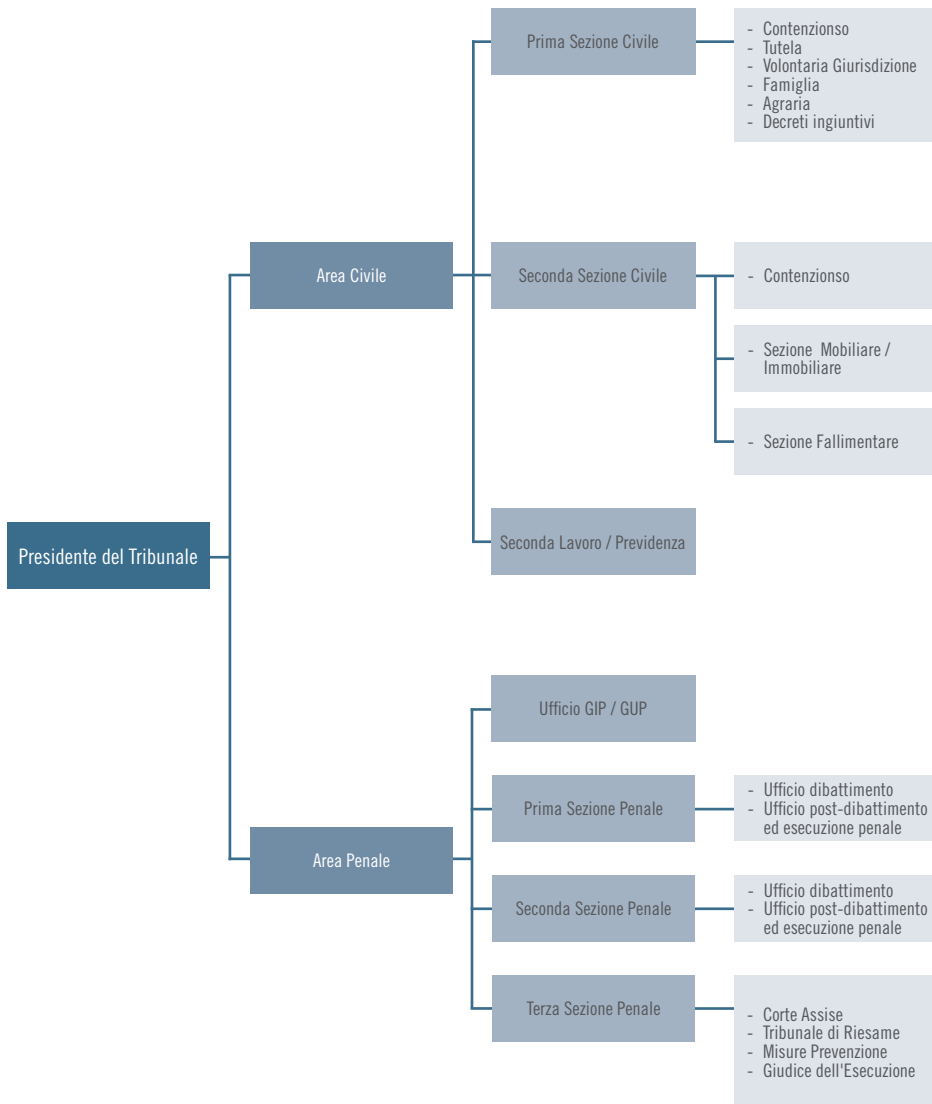 Presidente del Tribunale
Area Civile
Prima Sezione Civile
- Contenzionso
- Tutela
- Volontaria Giurisdizione
- Famiglia
- Agraria
- Decreti ingiuntivi
Seconda Sezione Civile
- Contenzionso
- Sezione Mobiliare /
Immobiliare
- Sezione Fallimentare
Seconda Lavoro / Previdenza
Area Penale
Ufficio GIP / GUP
Prima Sezione Penale
- Ufficio dibattimento
- Ufficio post-dibattimento
ed esecuzione penale
Seconda Sezione Penale
- Ufficio dibattimento
- Ufficio post-dibattimento
ed esecuzione penale
Terza Sezione Penale
- Corte Assise
- Tribunale di Riesame
- Misure Prevenzione
- Giudice dell'Esecuzione